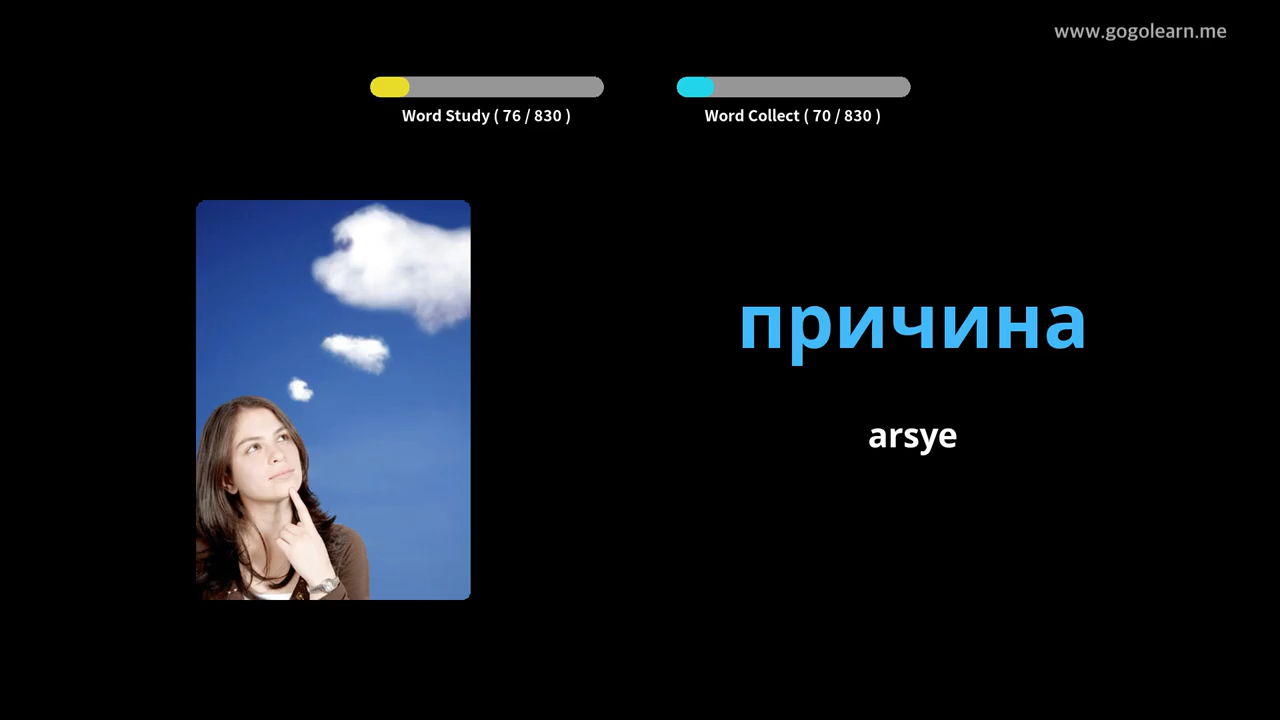 www.gogolearn.me
Word Study ( 76 / 830 )
Word Collect ( 70 / 830 )
причина
arsye